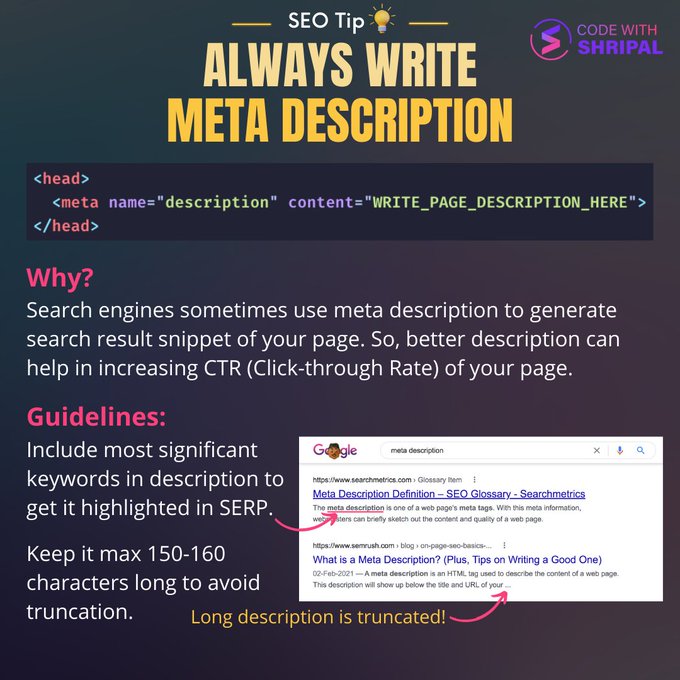 SEO Tip
CODE WITH
SHRIPAL
ALWAYS WRITE
META DESCRIPTION
<head>
<meta name="description" content="WRITE_PAGE_DESCRIPTION_HERE">
</head>
Why?
Search engines sometimes use meta description to generate
search result snippet of your page. So, better description can
help in increasing CTR (Click-through Rate) of your page.
Guidelines:
Include most significant
keywords in description to
get it highlighted in SERP.
Keep it max 150-160
characters long to avoid
truncation.
Google
meta description
https://www.searchmetrics.com › Glossary Item
Meta Description Definition – SEO Glossary - Searchmetrics
The meta description is one of a web page's meta tags. With this meta information,
webmasters can briefly sketch out the content and quality of a web page.
https://www.semrush.com › blog › on-page-seo-basics-...
What is a Meta Description? (Plus, Tips on Writing a Good One)
02-Feb-2021 — A meta description is an HTML tag used to describe the content of a web page.
This description will show up below the title and URL of your ...
Long description is truncated!